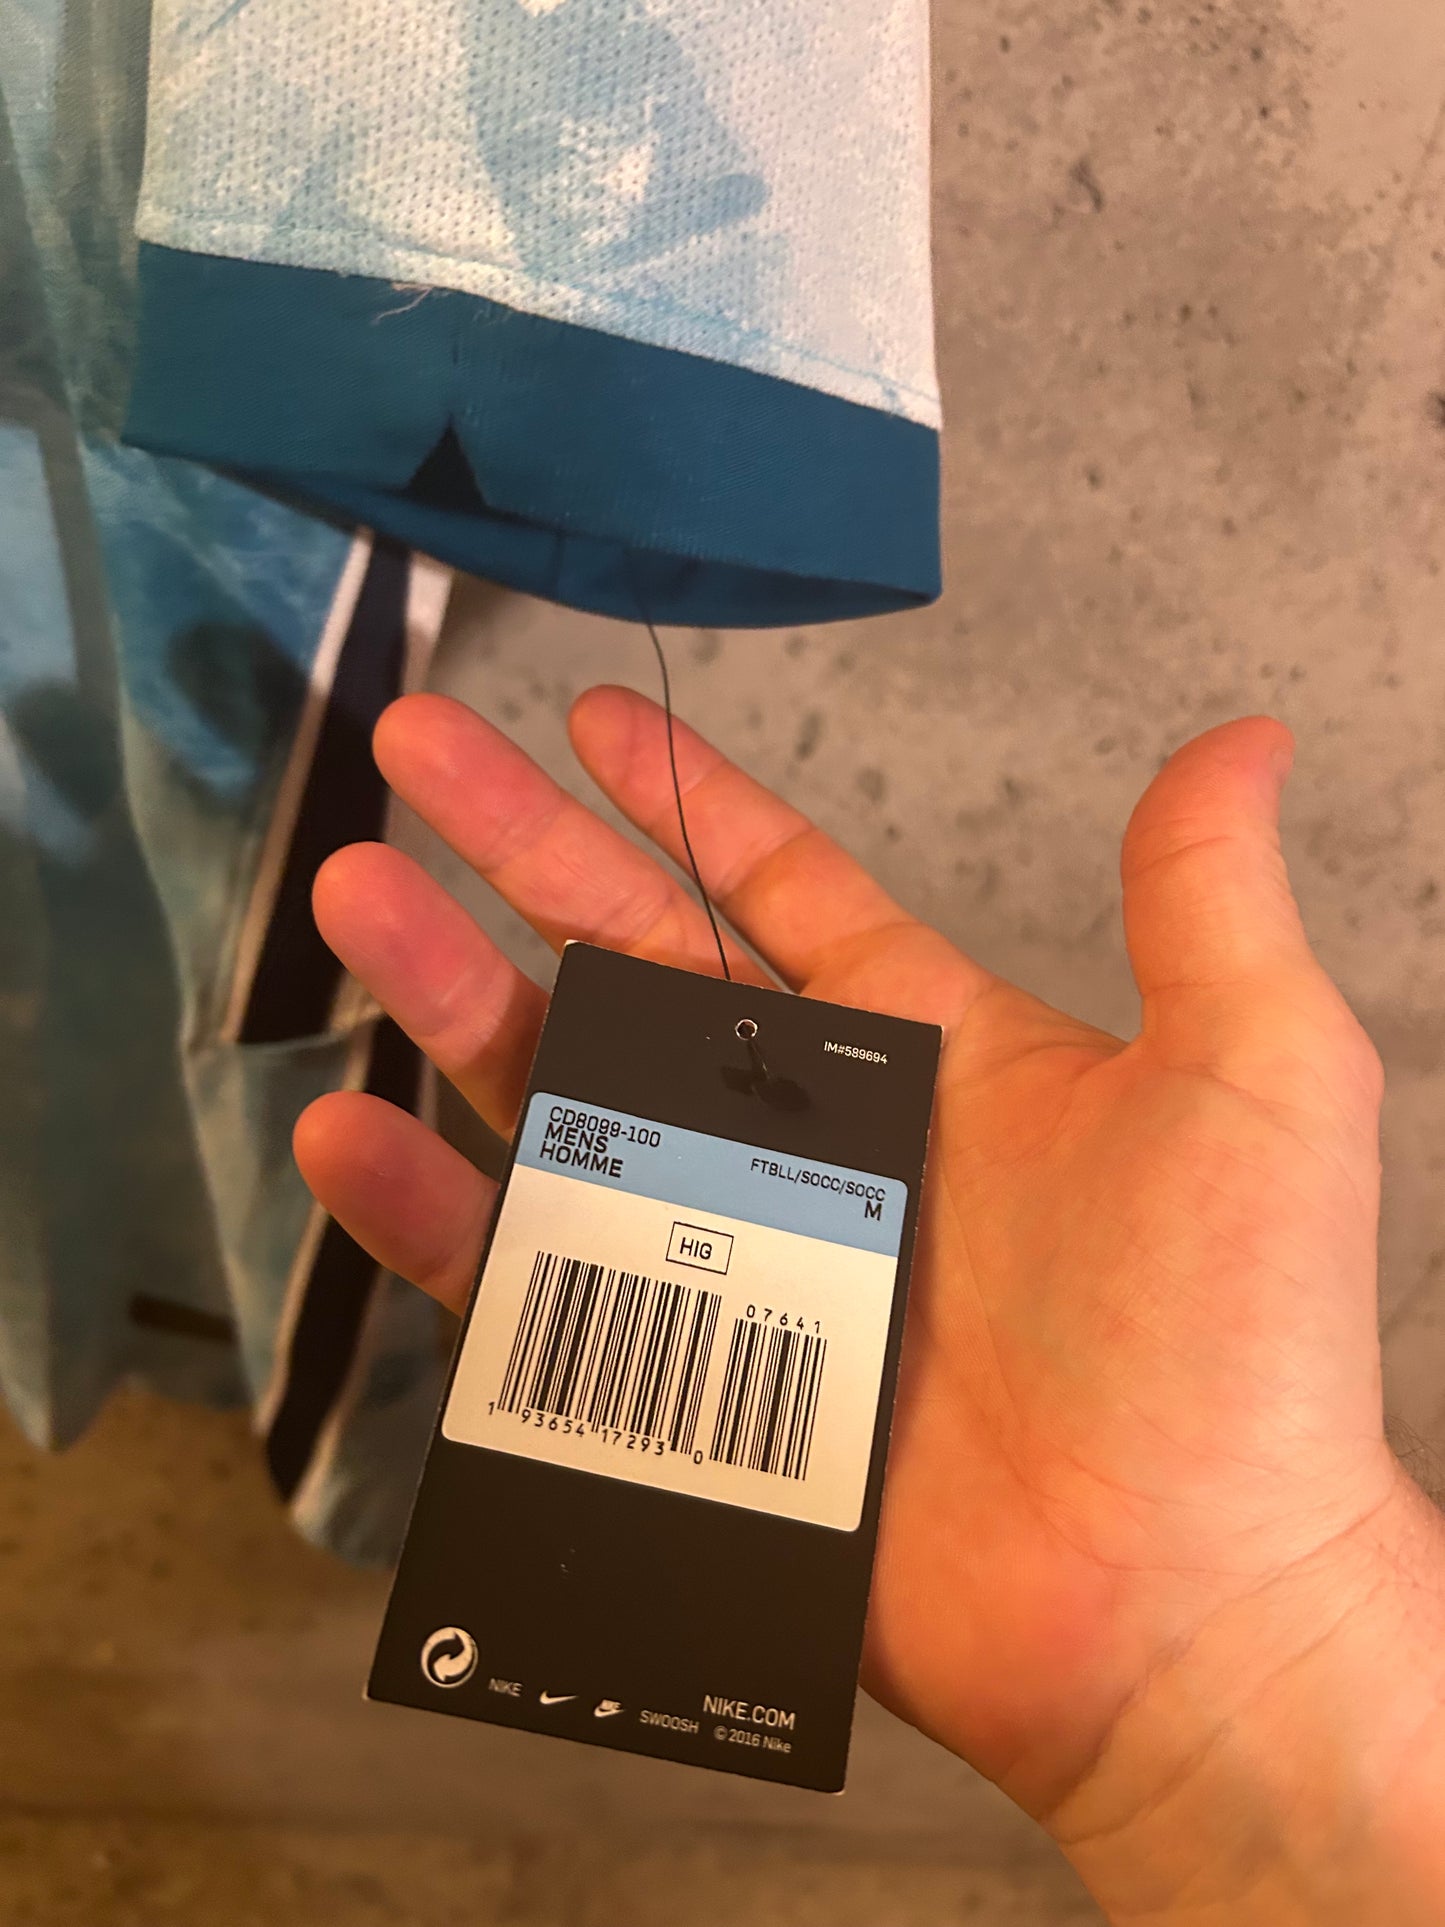 IM#589694
CD8099-100
MENS
HOMME
FTBLL/SOCC/SOCC
M
HIG
07641
1 93654 17293 0
NIKE
NIKE
SWOOSH
NIKE.COM
© 2016 Nike